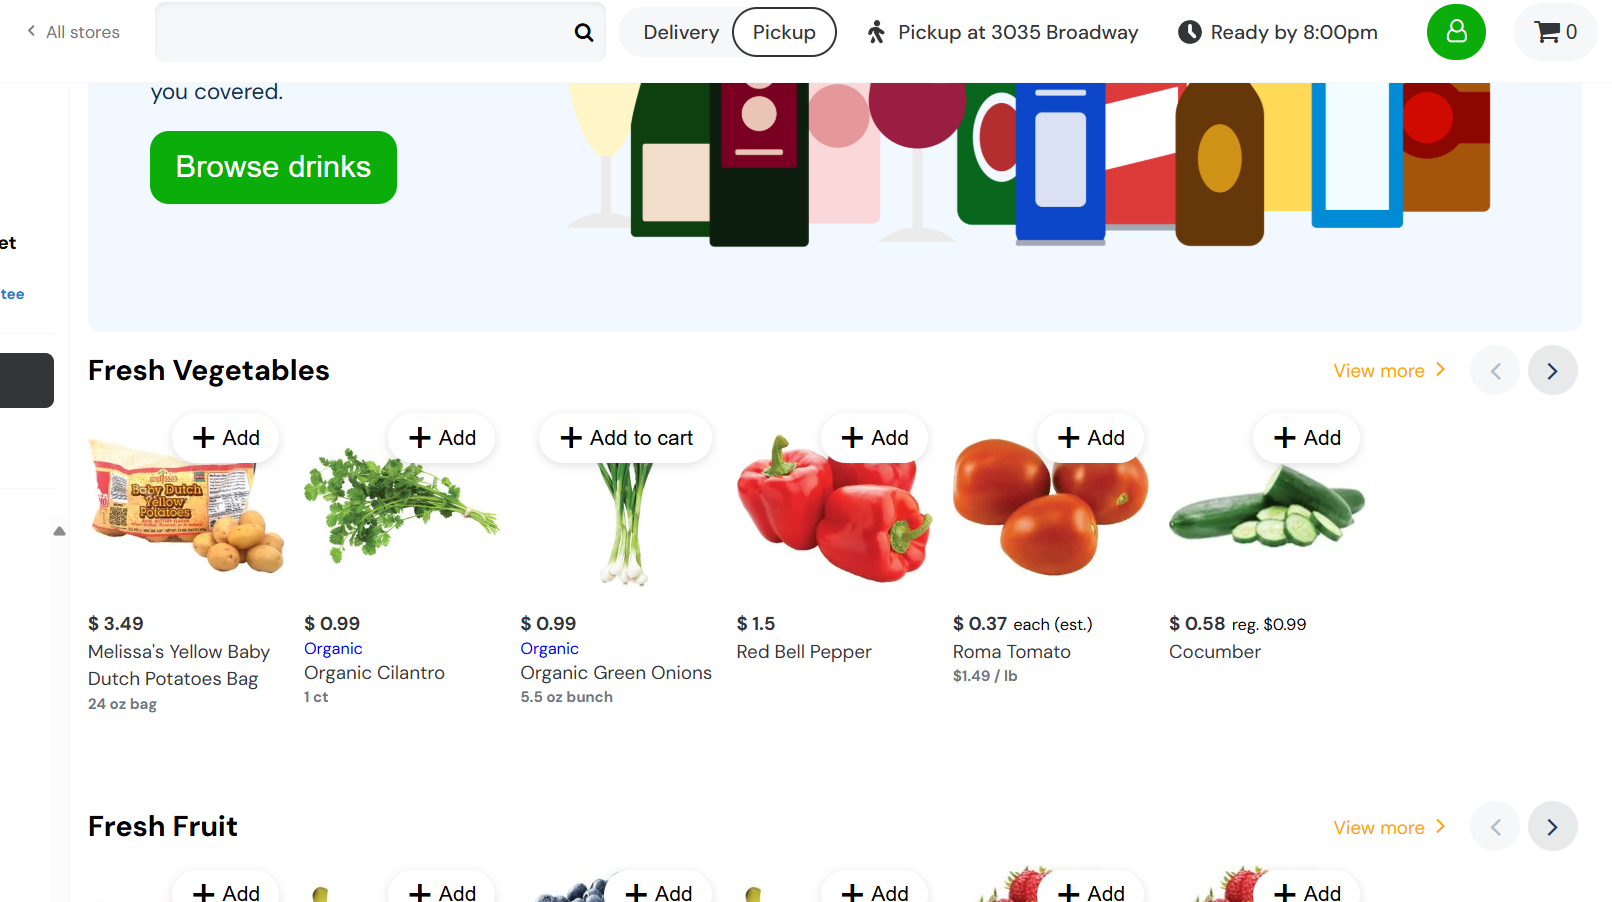 All stores
Delivery
Pickup
Pickup at 3035 Broadway
Ready by 8:00pm
0
you covered.
Browse drinks
et
tee
Fresh Vegetables
View more
Add
Add
Add to cart
Add
Add
Add
Baby Dutch
Yellow
Potatoes
$ 3.49
Melissa's Yellow Baby
Dutch Potatoes Bag
24 oz bag
$ 0.99
Organic
Organic Cilantro
1 ct
$ 0.99
Organic
Organic Green Onions
5.5 oz bunch
$ 1.5
Red Bell Pepper
$ 0.37 each (est.)
Roma Tomato
$1.49 / lb
$ 0.58 reg. $0.99
Cocumber
Fresh Fruit
View more
Add
Add
Add
Add
Add
Add